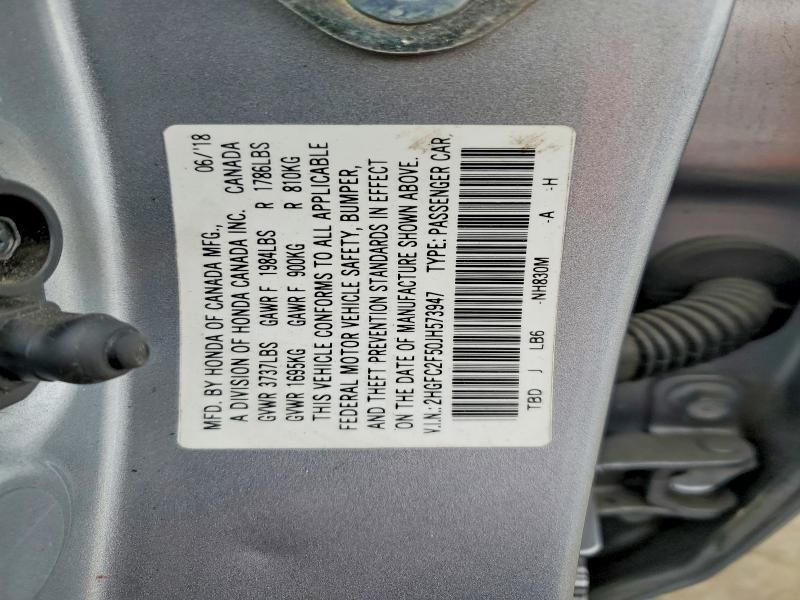 MFD. BY HONDA OF CANADA MFG., 06/'18
A DIVISION OF HONDA CANADA INC. CANADA
GVWR 3737LBS GAWR F 1984LBS R 1786LBS
GVWR 1695KG GAWR F 900KG R 810KG
THIS VEHICLE CONFORMS TO ALL APPLICABLE
FEDERAL MOTOR VEHICLE SAFETY, BUMPER,
AND THEFT PREVENTION STANDARDS IN EFFECT
ON THE DATE OF MANUFACTURE SHOWN ABOVE.
V.I.N.: 2HGFC2F50JH573947 TYPE: PASSENGER CAR,
TBD J LB6 -NH830M -A -H